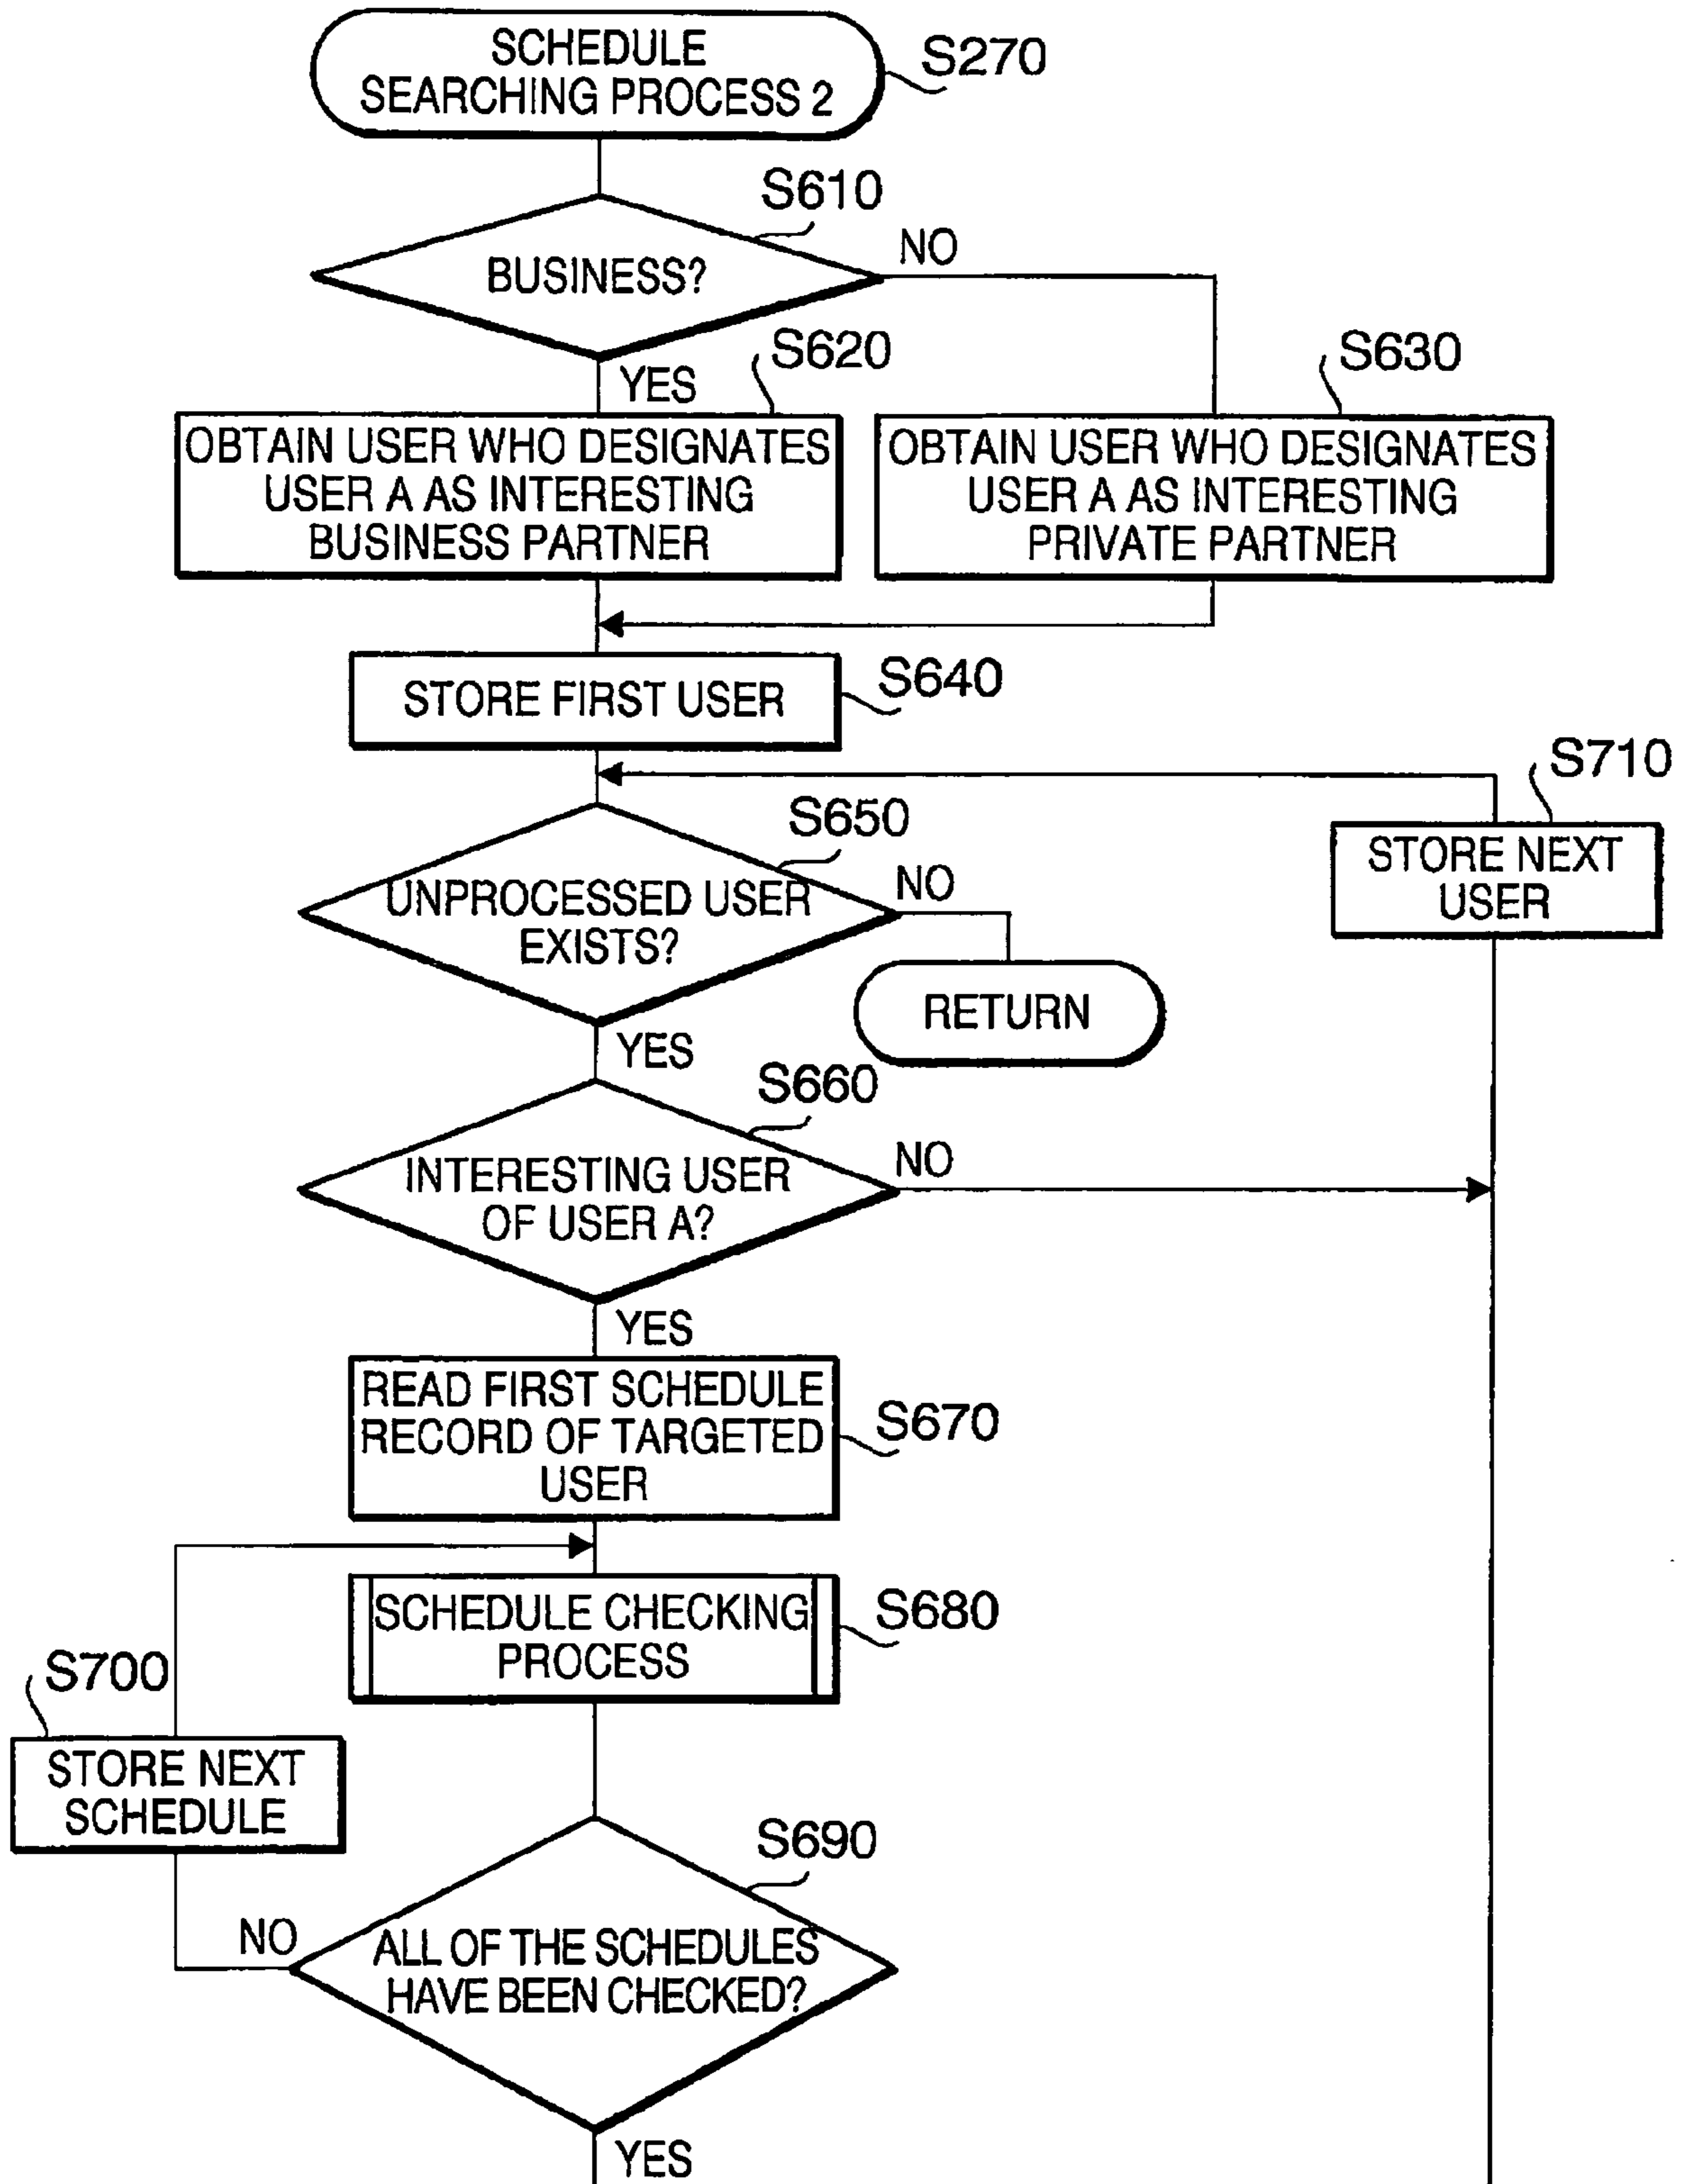 SCHEDULE
SEARCHING PROCESS 2
S270
S610
BUSINESS?
NO
YES
S620
S630
OBTAIN USER WHO DESIGNATES
USER A AS INTERESTING
BUSINESS PARTNER
OBTAIN USER WHO DESIGNATES
USER A AS INTERESTING
PRIVATE PARTNER
STORE FIRST USER
S640
S710
STORE NEXT
USER
S650
UNPROCESSED USER
EXISTS?
NO
RETURN
YES
S660
INTERESTING USER
OF USER A?
NO
YES
READ FIRST SCHEDULE
RECORD OF TARGETED
USER
S670
SCHEDULE CHECKING
PROCESS
S680
S700
STORE NEXT
SCHEDULE
S690
NO
ALL OF THE SCHEDULES
HAVE BEEN CHECKED?
YES